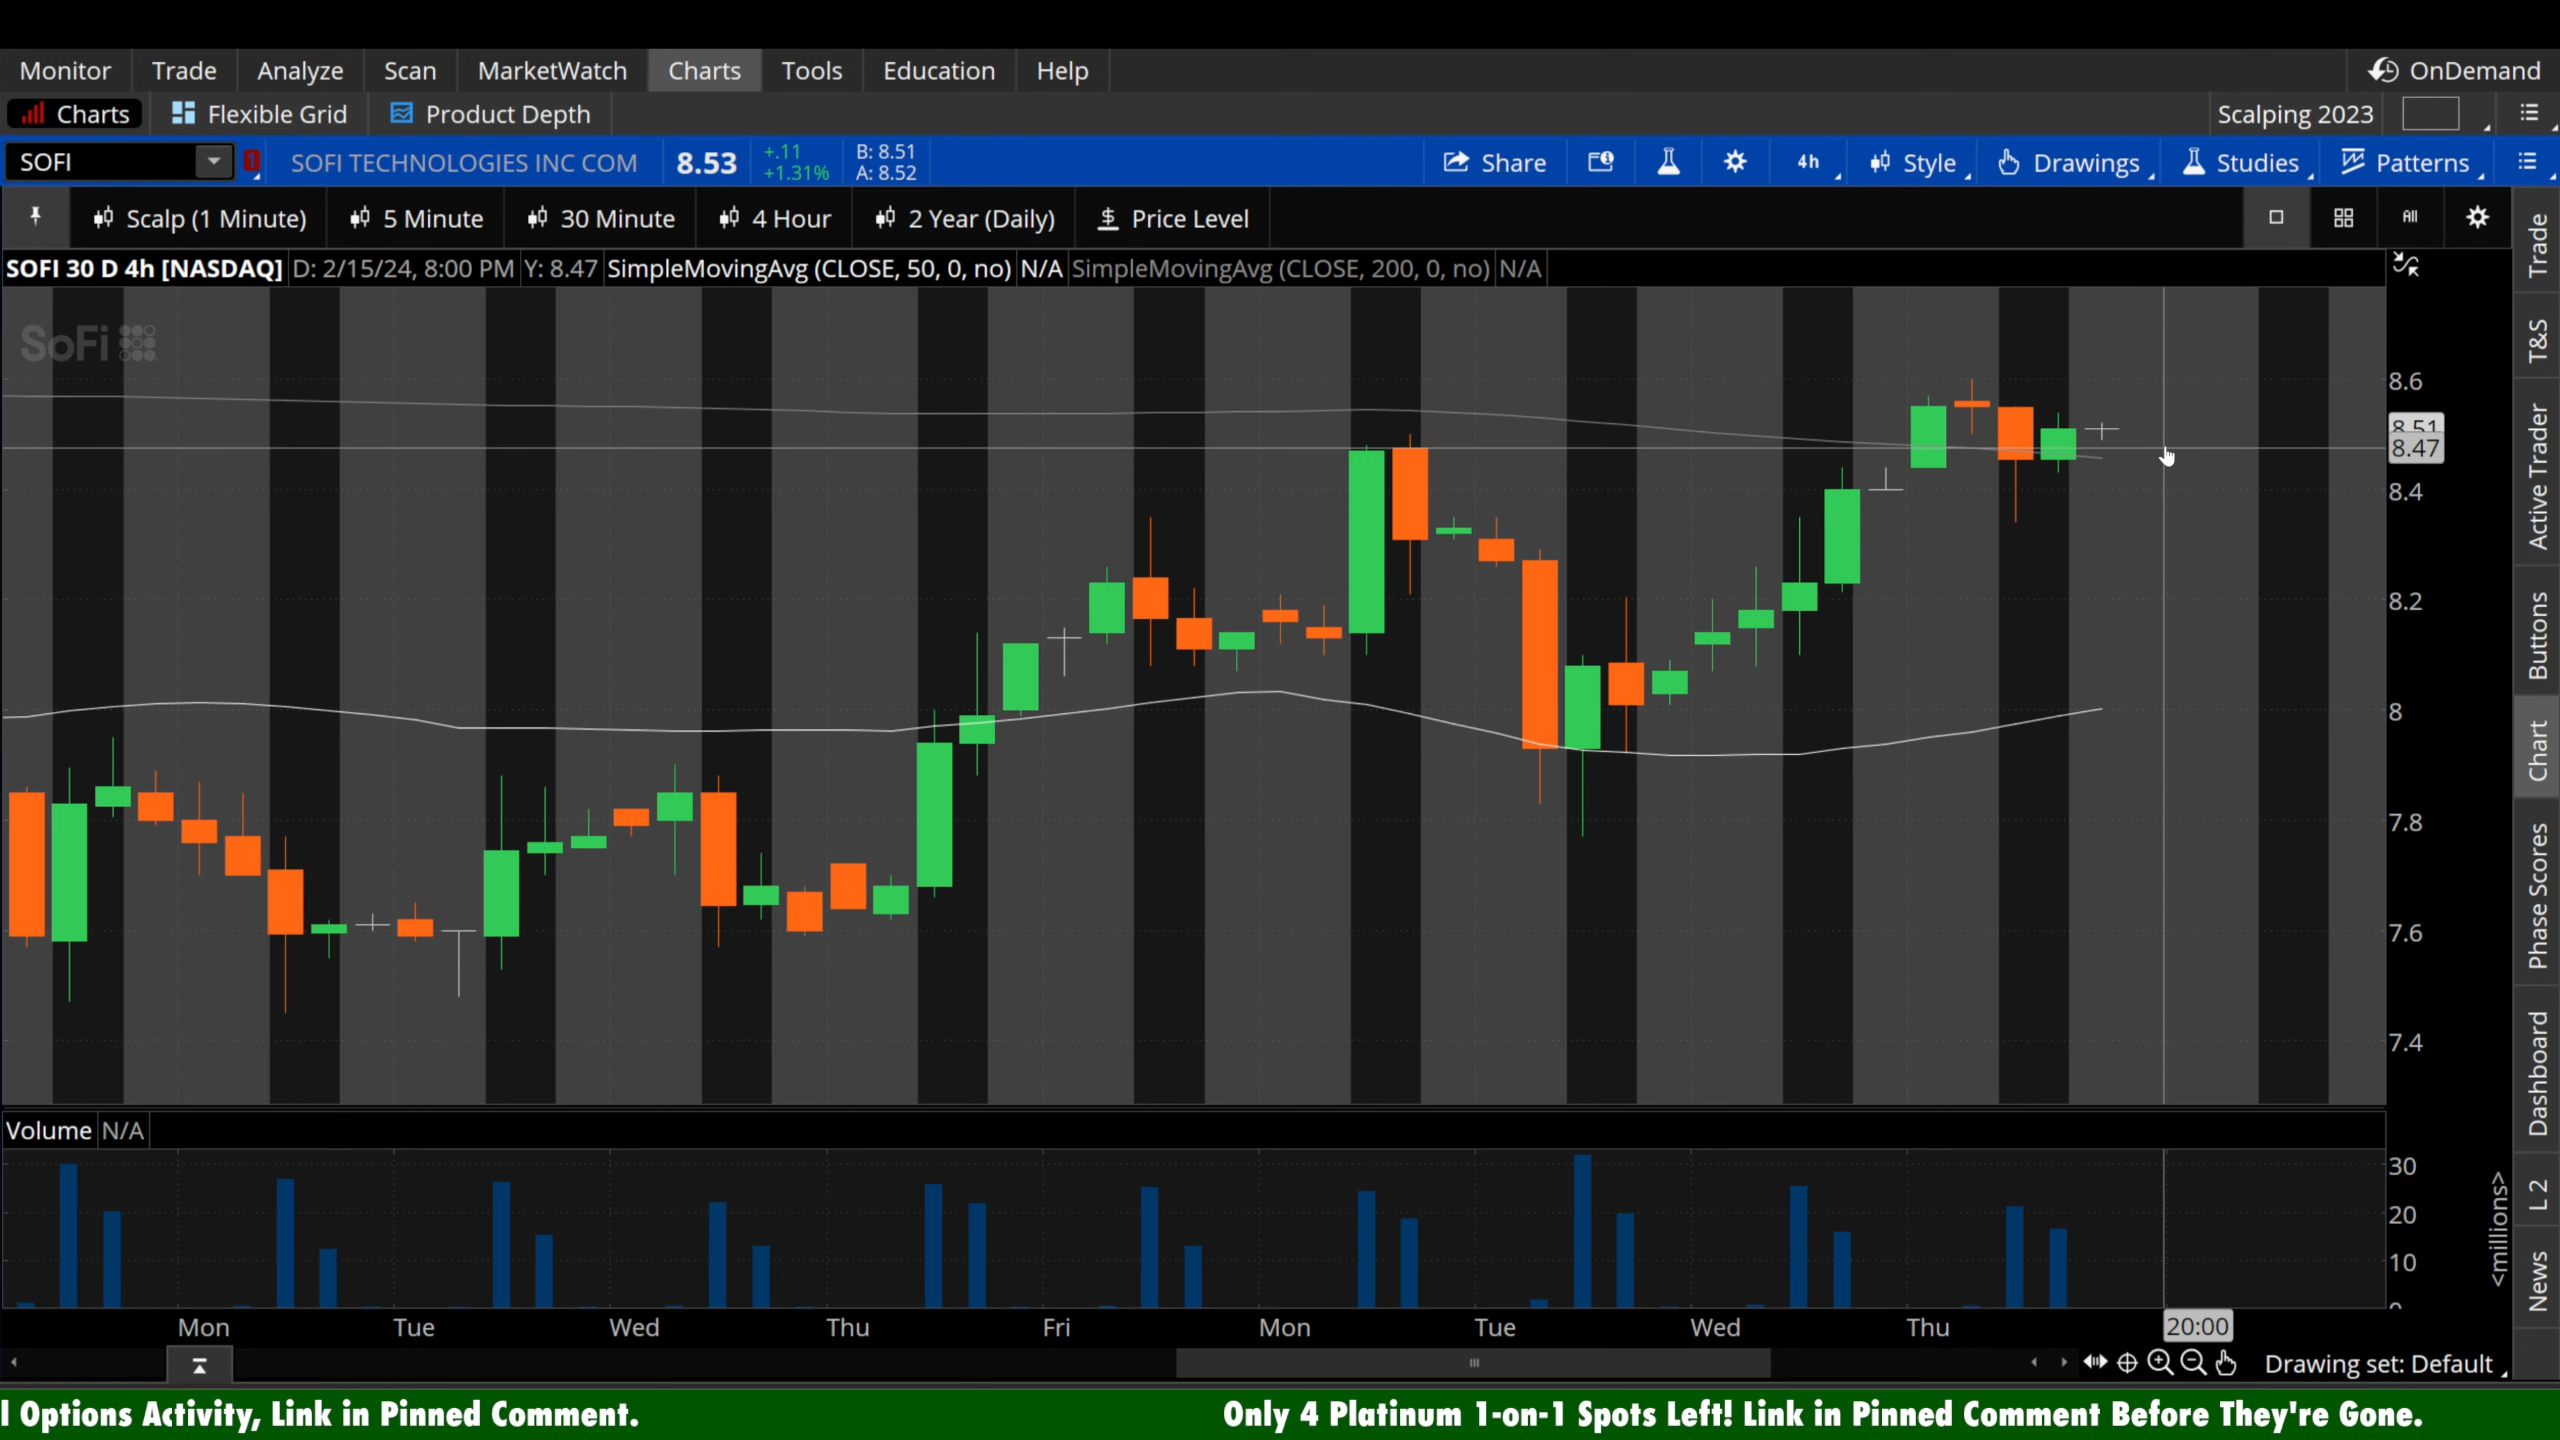 Monitor Trade Analyze Scan MarketWatch Charts Tools Education Help OnDemand
Charts Flexible Grid Product Depth Scalping 2023
SOFI 1 SOFI TECHNOLOGIES INC COM 8.53 +.11 B: 8.51 Share 4h Style Drawings Studies Patterns
+1.31% A: 8.52
Scalp (1 Minute) 5 Minute 30 Minute 4 Hour 2 Year (Daily) Price Level All
SOFI 30 D 4h [NASDAQ] D: 2/15/24, 8:00 PM Y: 8.47 SimpleMovingAvg (CLOSE, 50, 0, no) N/A SimpleMovingAvg (CLOSE, 200, 0, no) N/A
SoFi
8.6
8.51
8.47
8.4
8.2
8
7.8
7.6
7.4
Volume N/A
30
20
10
0
<millions>
Mon Tue Wed Thu Fri Mon Tue Wed Thu 20:00
Drawing set: Default
Trade
T&S
Active Trader
Buttons
Chart
Phase Scores
Dashboard
L 2
News
l Options Activity, Link in Pinned Comment. Only 4 Platinum 1-on-1 Spots Left! Link in Pinned Comment Before They're Gone.